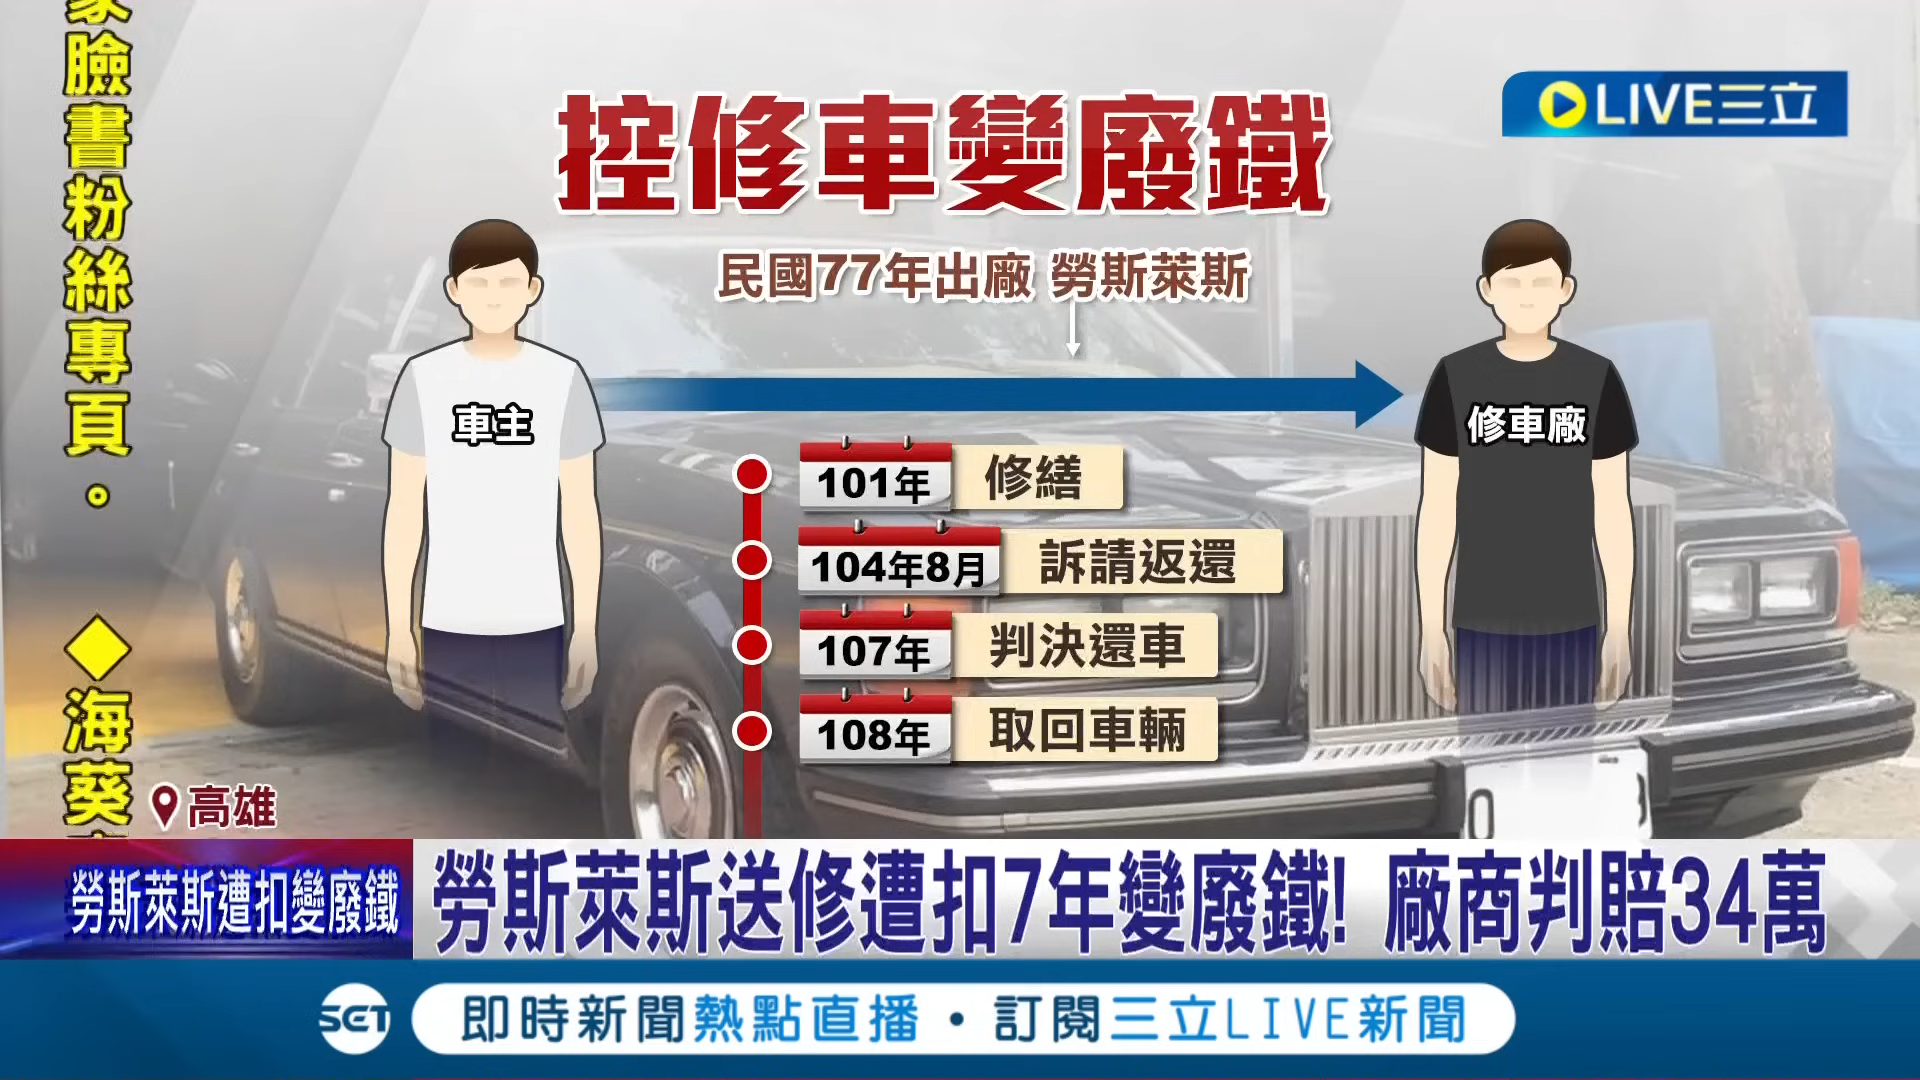 家臉書粉絲專頁。
◆海葵
LIVE三立
控修車變廢鐵
民國77年出廠 勞斯萊斯
車主
修車廠
101年 修繕
104年8月 訴請返還
107年 判決還車
108年 取回車輛
高雄
勞斯萊斯遭扣變廢鐵
勞斯萊斯送修遭扣7年變廢鐵! 廠商判賠34萬
SET 即時新聞熱點直播・訂閱三立LIVE新聞